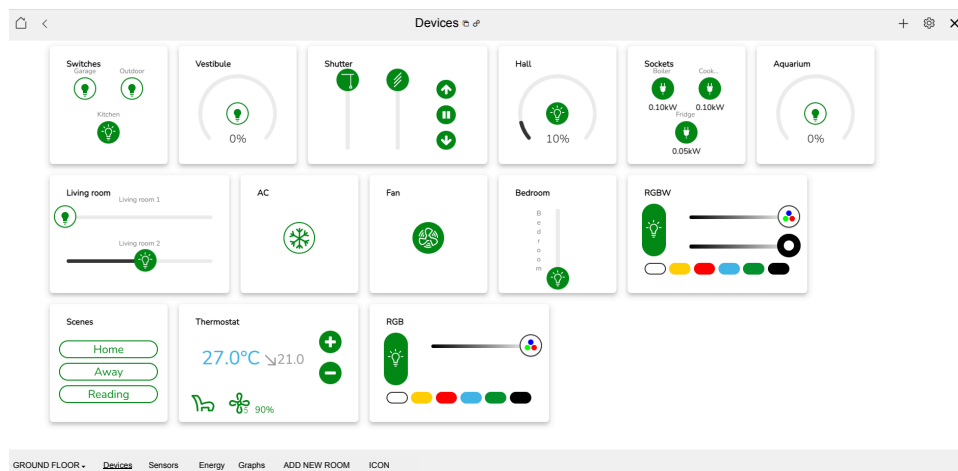 Devices
Switches
Garage
Outdoor
Kitchen
Vestibule
0%
Shutter
Hall
10%
Sockets
Boiler
Cook...
0.10kW
0.10kW
Fridge
0.05kW
Aquarium
0%
Living room
Living room 1
Living room 2
AC
Fan
Bedroom
Bedroom
RGBW
Scenes
Home
Away
Reading
Thermostat
27.0°C
21.0
5
90%
RGB
GROUND FLOOR
Devices
Sensors
Energy
Graphs
ADD NEW ROOM
ICON